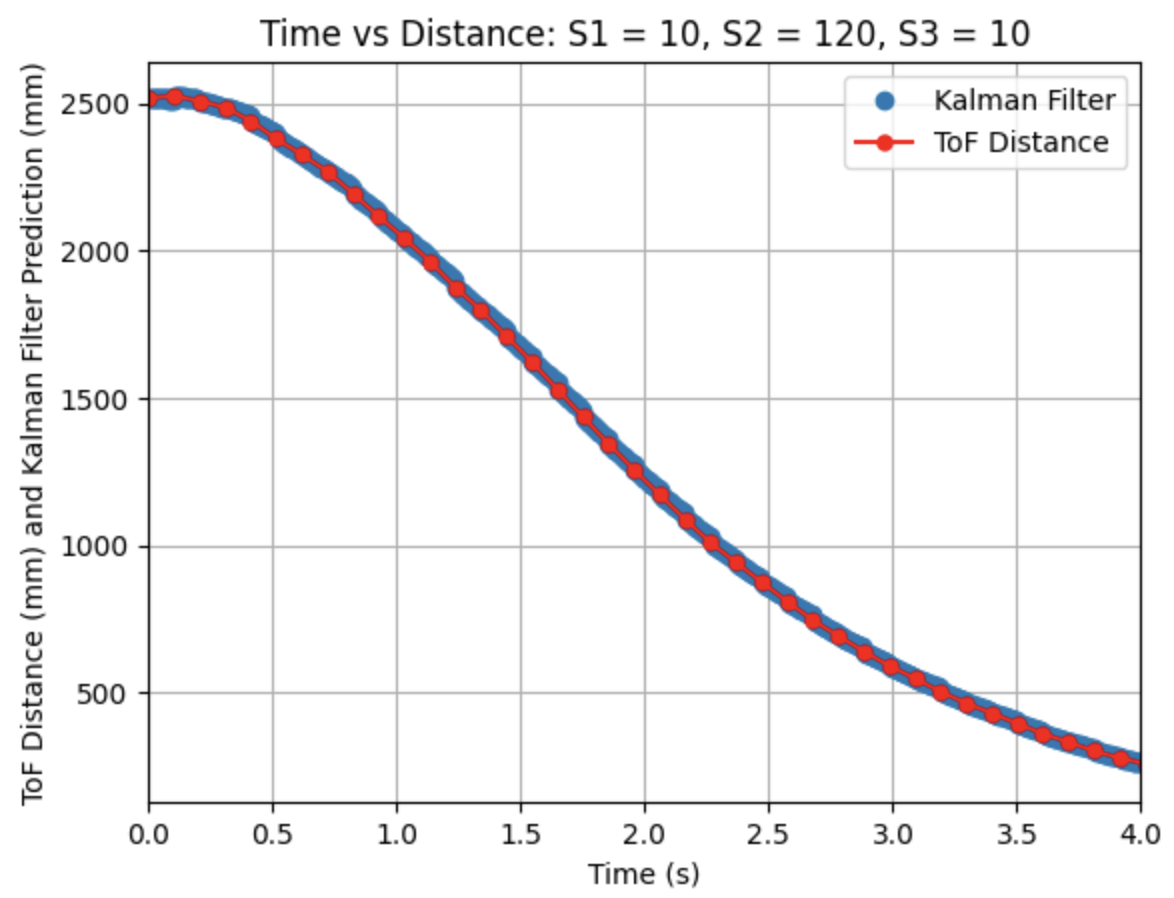 Time vs Distance: S1 = 10, S2 = 120, S3 = 10
ToF Distance (mm) and Kalman Filter Prediction (mm)
2500
2000
1500
1000
500
Kalman Filter
ToF Distance
0.0 0.5 1.0 1.5 2.0 2.5 3.0 3.5 4.0
Time (s)